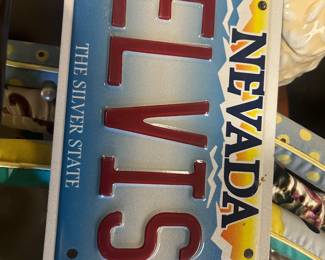 NEVADA
ELVIS
THE SILVER STATE